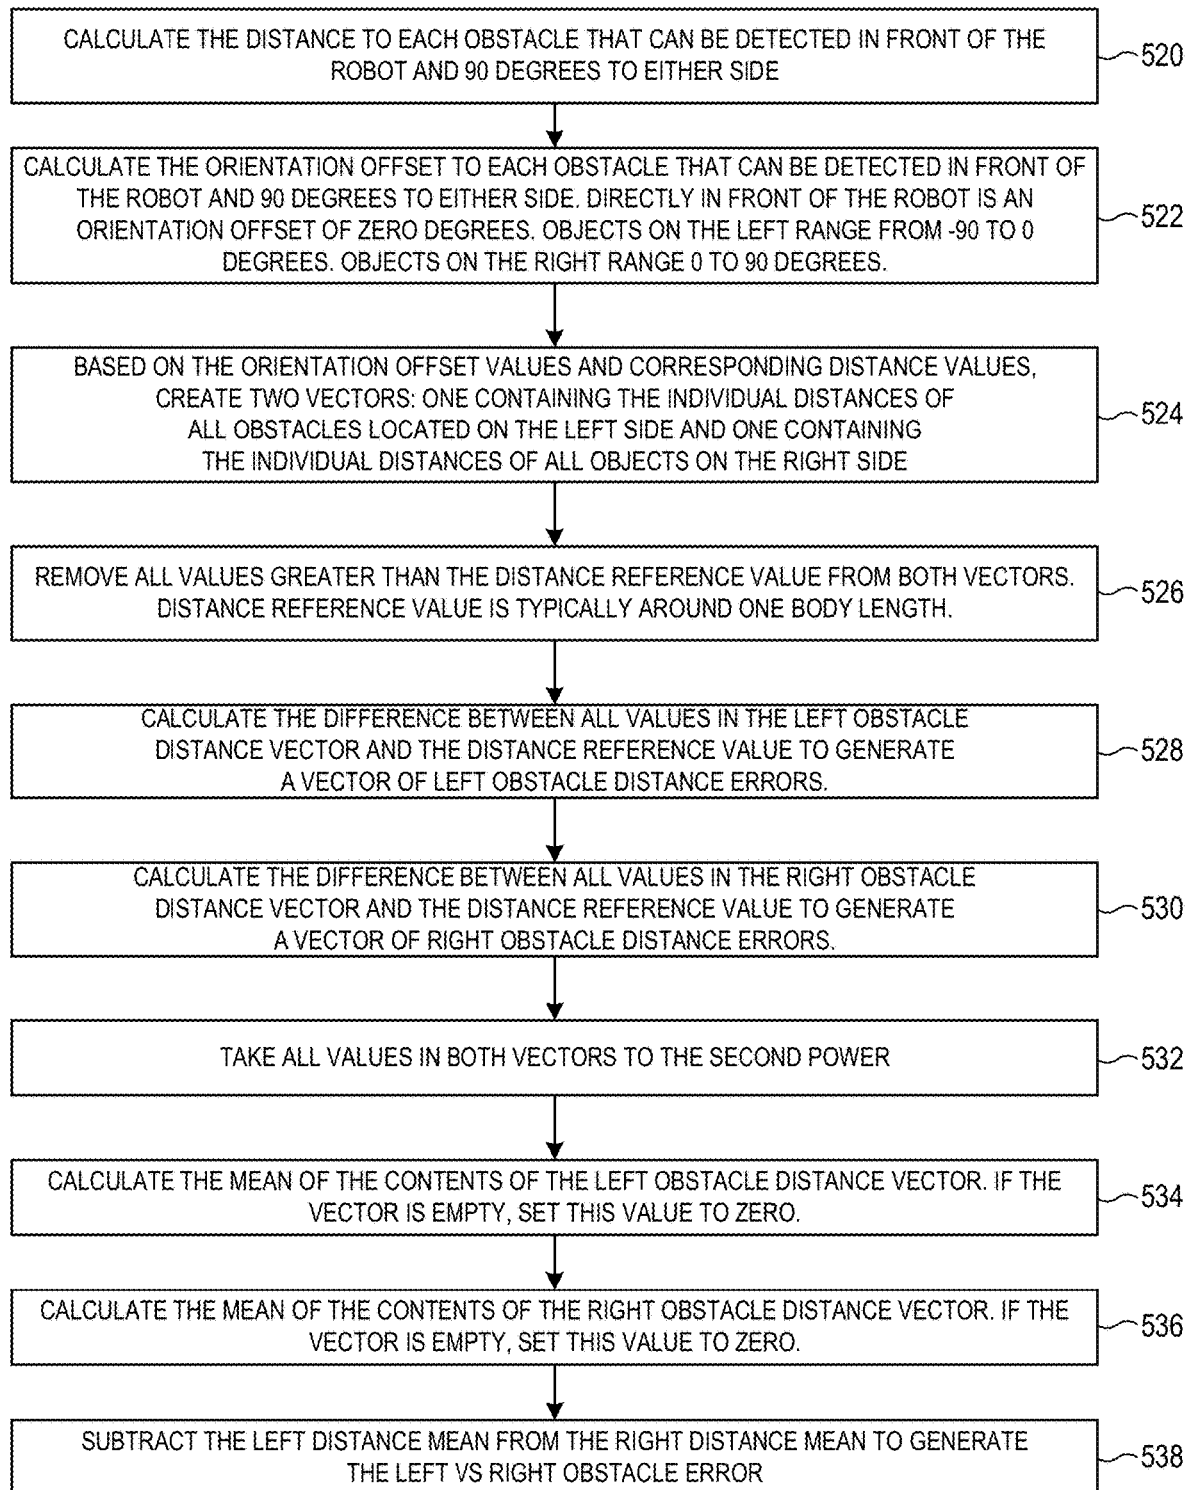 CALCULATE THE DISTANCE TO EACH OBSTACLE THAT CAN BE DETECTED IN FRONT OF THE
ROBOT AND 90 DEGREES TO EITHER SIDE
520
CALCULATE THE ORIENTATION OFFSET TO EACH OBSTACLE THAT CAN BE DETECTED IN FRONT OF
THE ROBOT AND 90 DEGREES TO EITHER SIDE. DIRECTLY IN FRONT OF THE ROBOT IS AN
ORIENTATION OFFSET OF ZERO DEGREES. OBJECTS ON THE LEFT RANGE FROM -90 TO 0
DEGREES. OBJECTS ON THE RIGHT RANGE 0 TO 90 DEGREES.
522
BASED ON THE ORIENTATION OFFSET VALUES AND CORRESPONDING DISTANCE VALUES,
CREATE TWO VECTORS: ONE CONTAINING THE INDIVIDUAL DISTANCES OF
ALL OBSTACLES LOCATED ON THE LEFT SIDE AND ONE CONTAINING
THE INDIVIDUAL DISTANCES OF ALL OBJECTS ON THE RIGHT SIDE
524
REMOVE ALL VALUES GREATER THAN THE DISTANCE REFERENCE VALUE FROM BOTH VECTORS.
DISTANCE REFERENCE VALUE IS TYPICALLY AROUND ONE BODY LENGTH.
526
CALCULATE THE DIFFERENCE BETWEEN ALL VALUES IN THE LEFT OBSTACLE
DISTANCE VECTOR AND THE DISTANCE REFERENCE VALUE TO GENERATE
A VECTOR OF LEFT OBSTACLE DISTANCE ERRORS.
528
CALCULATE THE DIFFERENCE BETWEEN ALL VALUES IN THE RIGHT OBSTACLE
DISTANCE VECTOR AND THE DISTANCE REFERENCE VALUE TO GENERATE
A VECTOR OF RIGHT OBSTACLE DISTANCE ERRORS.
530
TAKE ALL VALUES IN BOTH VECTORS TO THE SECOND POWER
532
CALCULATE THE MEAN OF THE CONTENTS OF THE LEFT OBSTACLE DISTANCE VECTOR. IF THE
VECTOR IS EMPTY, SET THIS VALUE TO ZERO.
534
CALCULATE THE MEAN OF THE CONTENTS OF THE RIGHT OBSTACLE DISTANCE VECTOR. IF THE
VECTOR IS EMPTY, SET THIS VALUE TO ZERO.
536
SUBTRACT THE LEFT DISTANCE MEAN FROM THE RIGHT DISTANCE MEAN TO GENERATE
THE LEFT VS RIGHT OBSTACLE ERROR
538